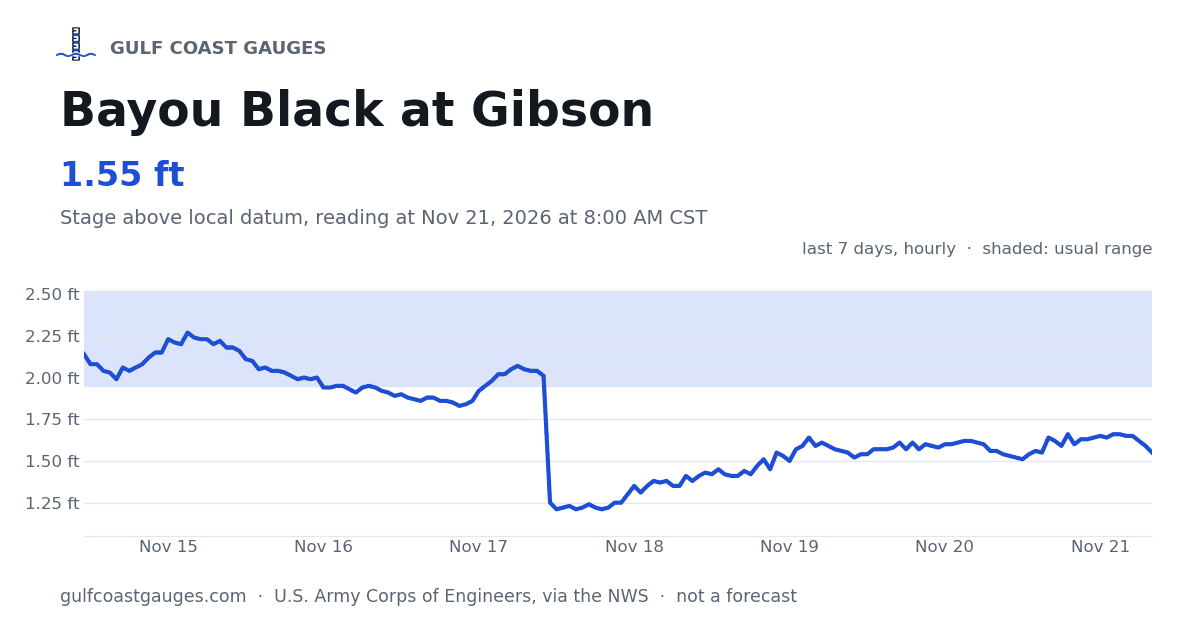 GULF COAST GAUGES
Bayou Black at Gibson
1.55 ft
Stage above local datum, reading at Nov 21, 2026 at 8:00 AM CST
last 7 days, hourly · shaded: usual range
2.50 ft
2.25 ft
2.00 ft
1.75 ft
1.50 ft
1.25 ft
Nov 15 Nov 16 Nov 17 Nov 18 Nov 19 Nov 20 Nov 21
gulfcoastgauges.com · U.S. Army Corps of Engineers, via the NWS · not a forecast